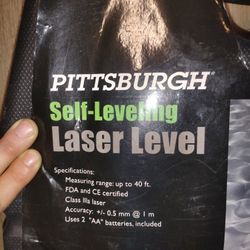 PITTSBURGH®
Self-Leveling
Laser Level
Specifications:
Measuring range: up to 40 ft.
FDA and CE certified
Class IIIa laser
Accuracy: +/- 0.5 mm @ 1 m
Uses 2 "AA" batteries, included